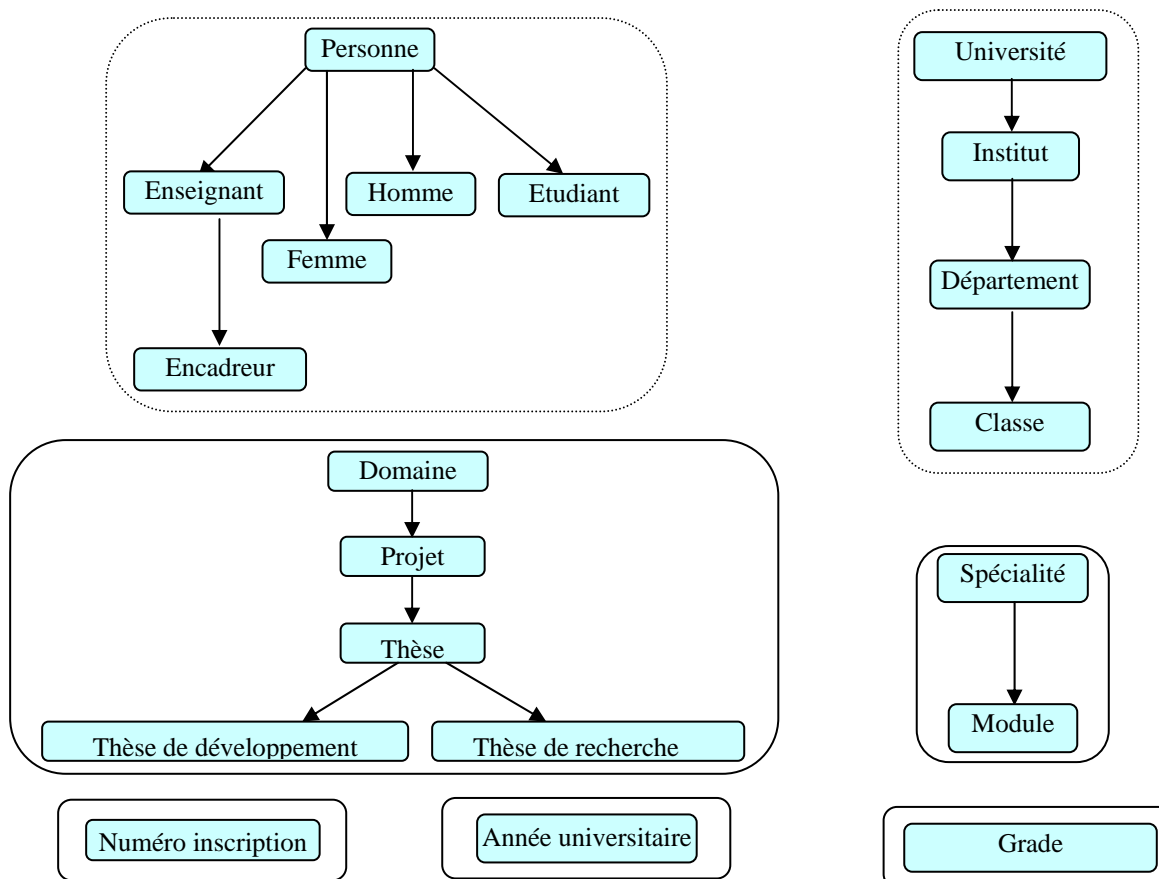 Personne
Enseignant
Homme
Etudiant
Femme
Encadreur
Université
Institut
Département
Classe
Domaine
Projet
Thèse
Thèse de développement
Thèse de recherche
Spécialité
Module
Numéro inscription
Année universitaire
Grade